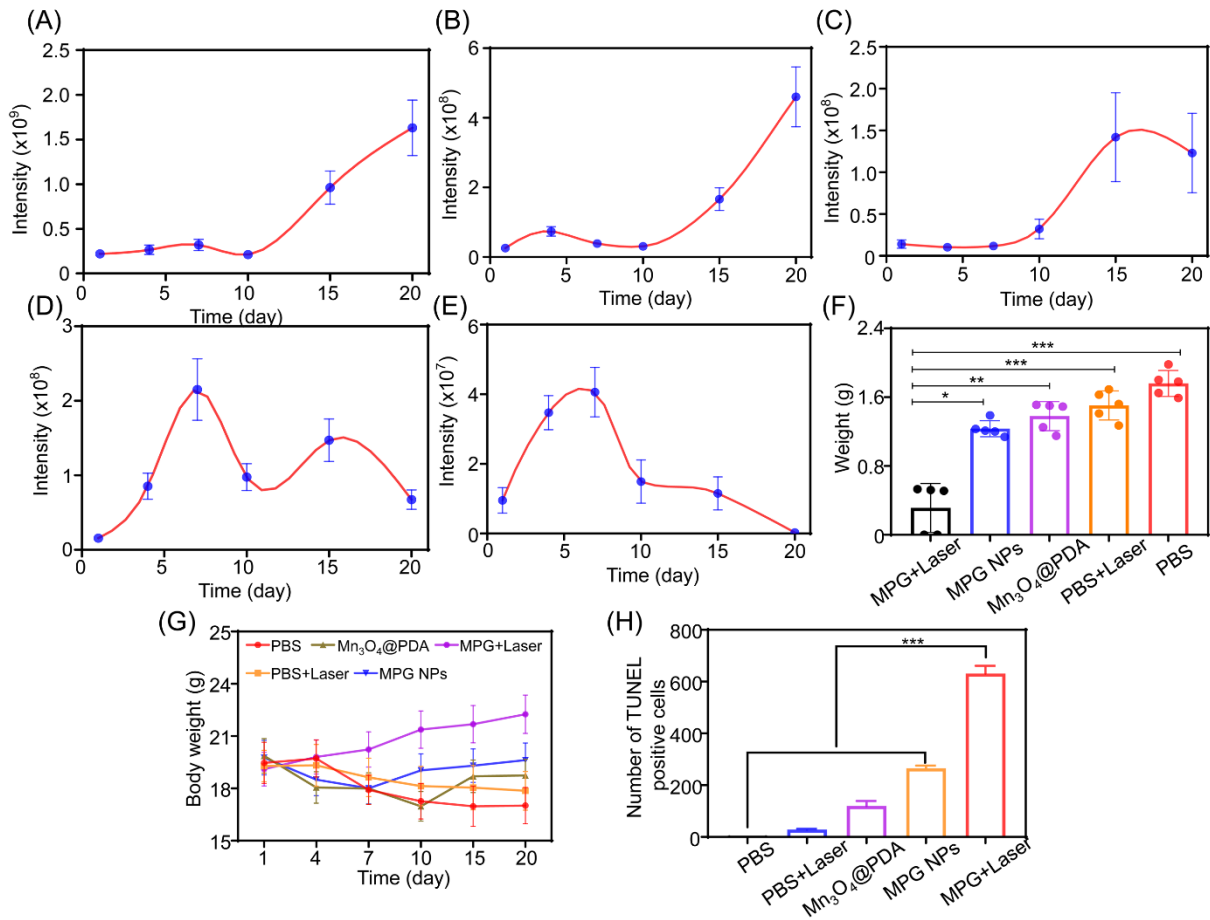 (A)
2.5
2.0
1.5
1.0
0.5
0
Intensity (x10⁹)
0 5 10 15 20
Time (day)
(B)
6
4
2
0
Intensity (x10⁸)
0 5 10 15 20
Time (day)
(C)
2.5
2.0
1.5
1.0
0.5
0
Intensity (x10⁸)
0 5 10 15 20
Time (day)
(D)
3
2
1
0
Intensity (x10⁸)
0 5 10 15 20
Time (day)
(E)
6
4
2
0
Intensity (x10⁷)
0 5 10 15 20
Time (day)
(F)
2.4
1.6
0.8
0
Weight (g)
***
***
**
*
MPG+Laser
MPG NPs
Mn₃O₄@PDA
PBS+Laser
PBS
(G)
27
24
21
18
15
Body weight (g)
PBS Mn₃O₄@PDA MPG+Laser
PBS+Laser MPG NPs
1 4 7 10 15 20
Time (day)
(H)
800
600
400
200
0
Number of TUNEL
positive cells
***
PBS
PBS+Laser
Mn₃O₄@PDA
MPG NPs
MPG+Laser